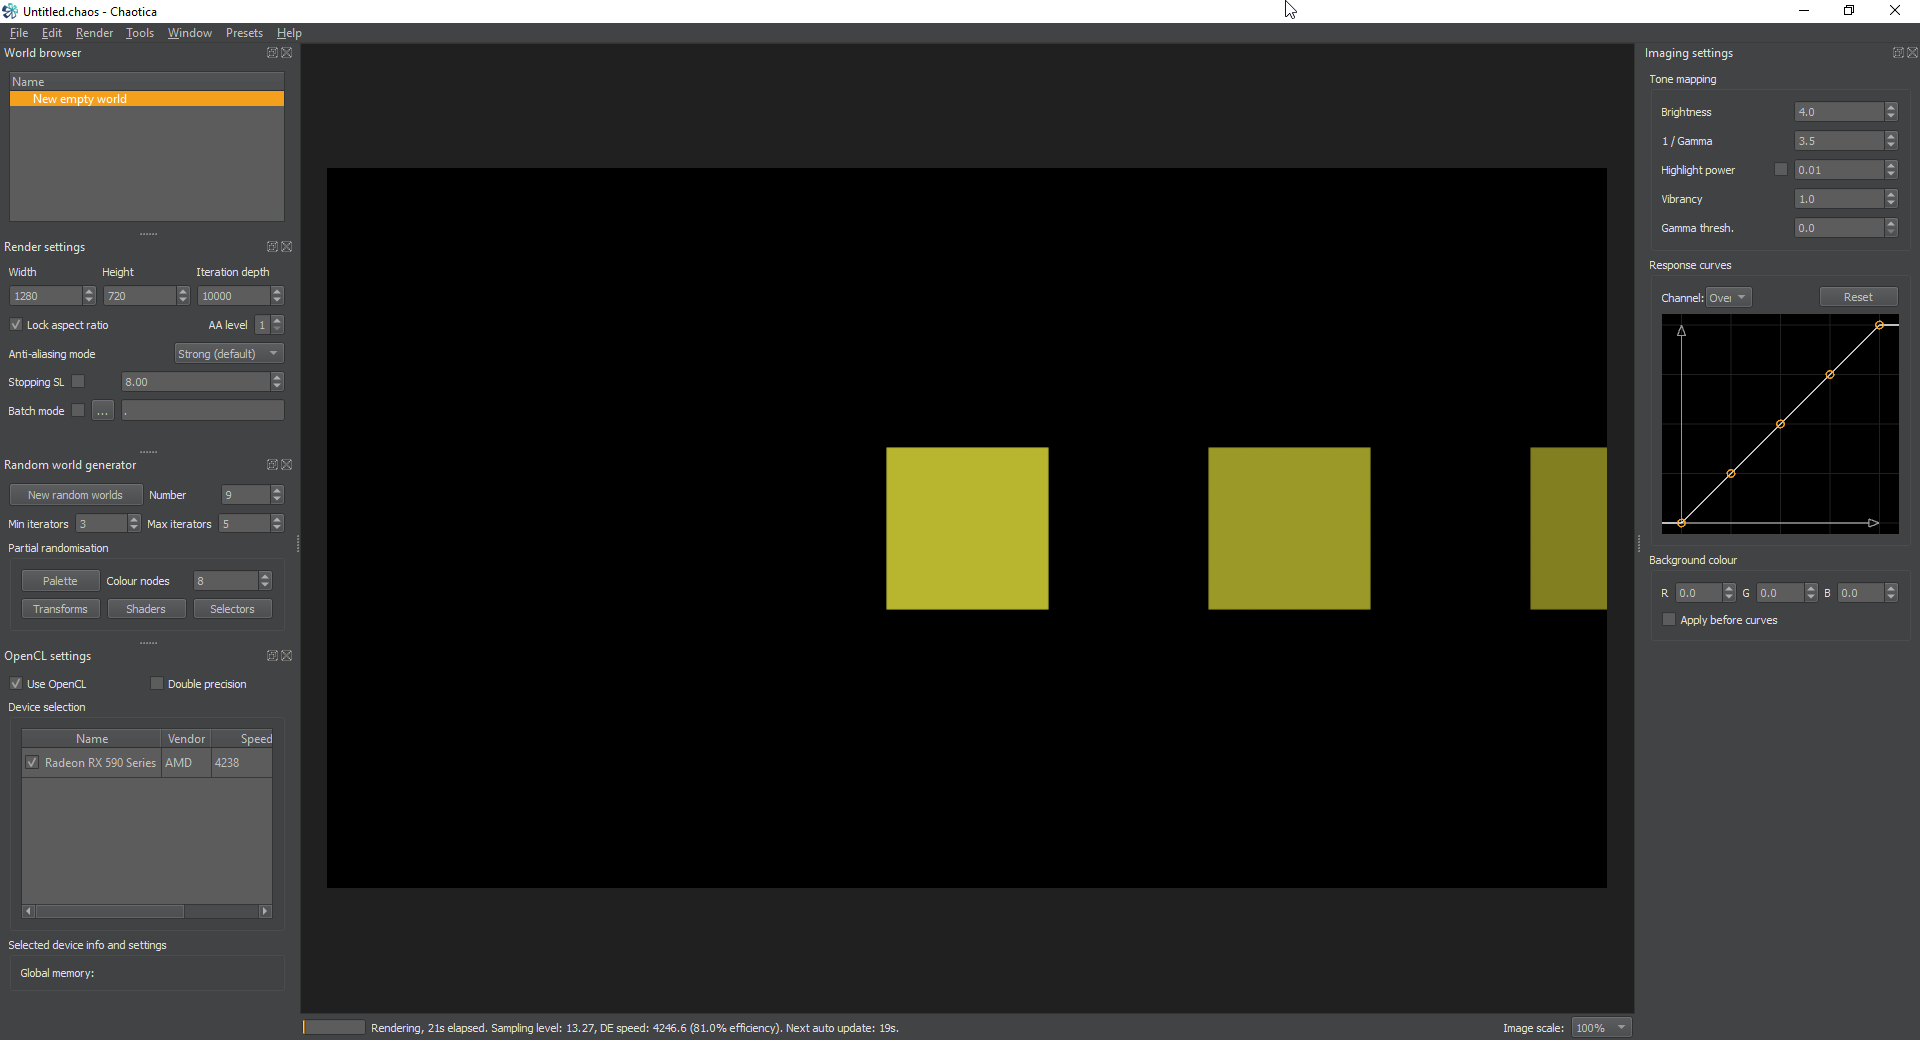 Untitled.chaos - Chaotica
File Edit Render Tools Window Presets Help
World browser
Name
New empty world
Render settings
Width Height Iteration depth
1280 720 10000
Lock aspect ratio AA level 1
Anti-aliasing mode Strong (default)
Stopping SL 8.00
Batch mode ... .
Random world generator
New random worlds Number 9
Min iterators 3 Max iterators 5
Partial randomisation
Palette Colour nodes 8
Transforms Shaders Selectors
OpenCL settings
Use OpenCL Double precision
Device selection
Name Vendor Speed
Radeon RX 590 Series AMD 4238
Selected device info and settings
Global memory:
Rendering, 21s elapsed. Sampling level: 13.27, DE speed: 4246.6 (81.0% efficiency). Next auto update: 19s.
Image scale: 100%
Imaging settings
Tone mapping
Brightness 4.0
1 / Gamma 3.5
Highlight power 0.01
Vibrancy 1.0
Gamma thresh. 0.0
Response curves
Channel: Over Reset
Background colour
R 0.0 G 0.0 B 0.0
Apply before curves